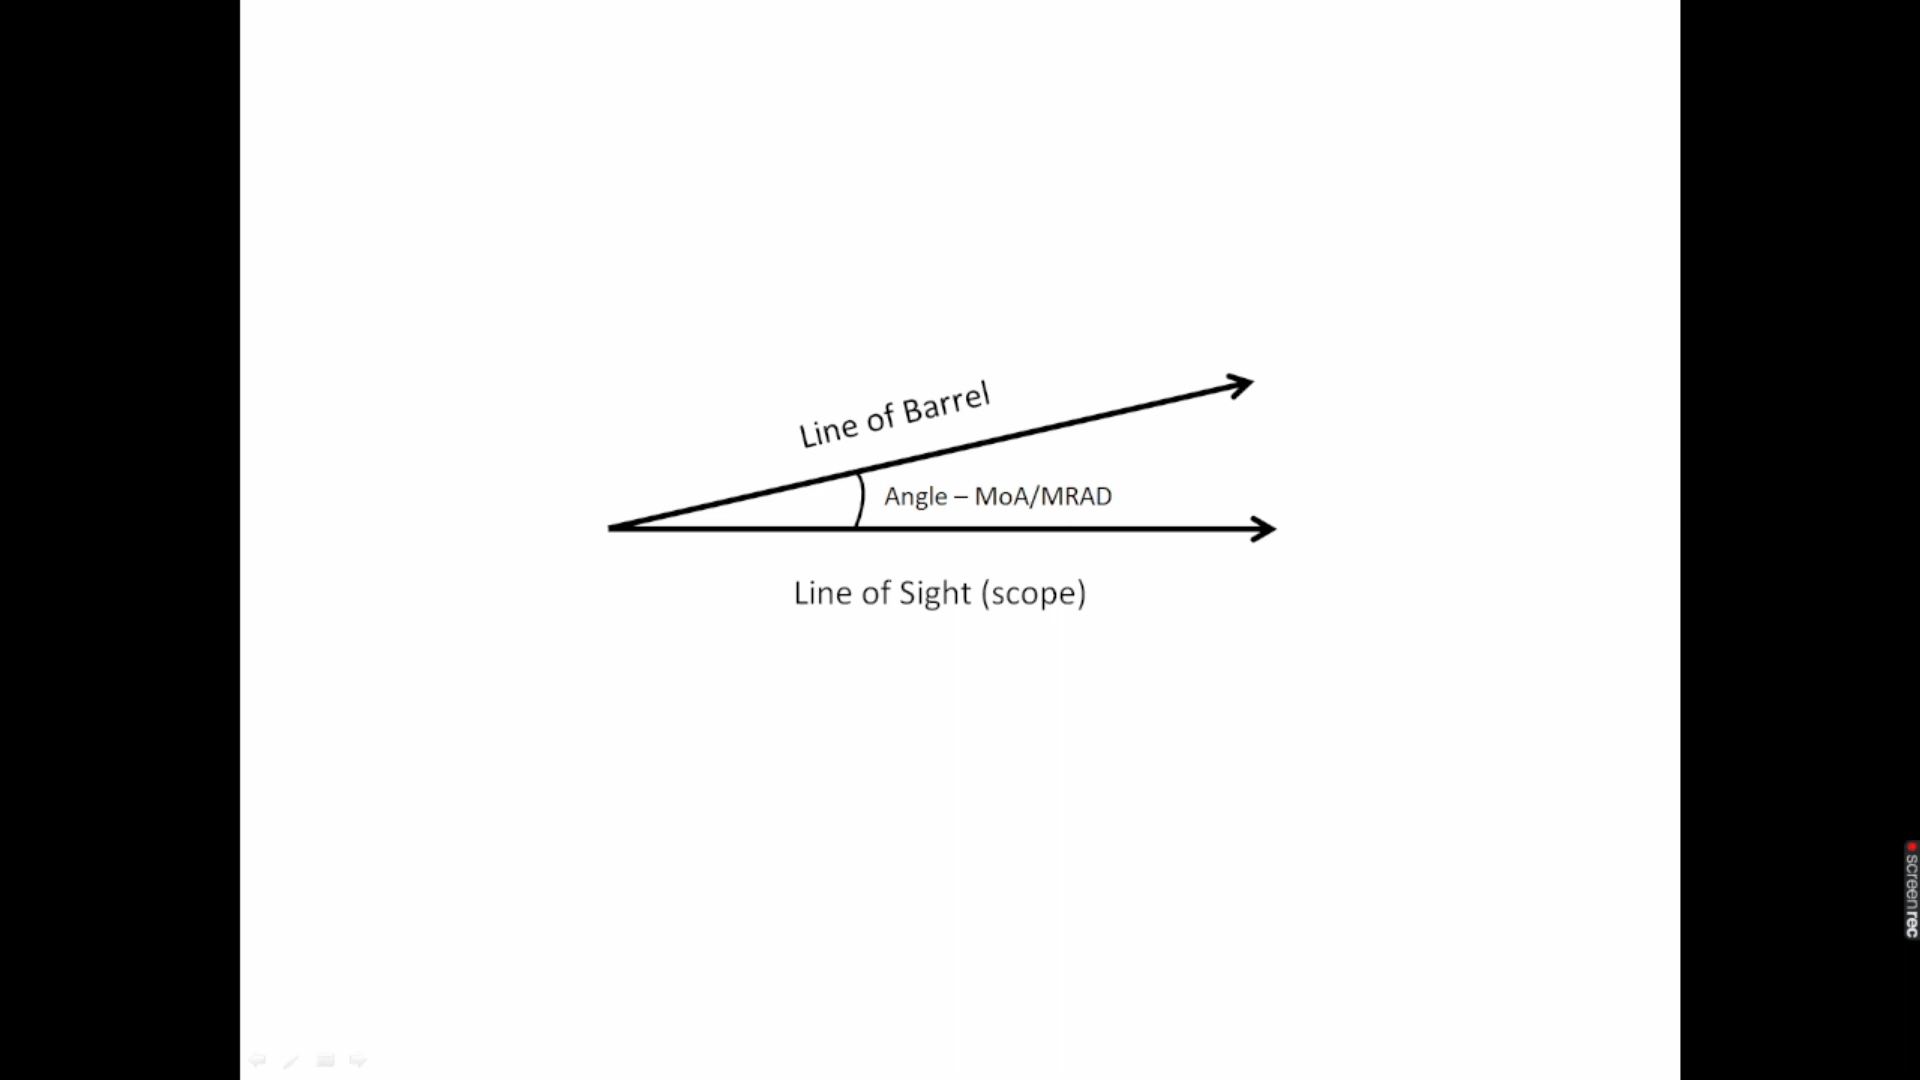 Line of Barrel
Angle – MoA/MRAD
Line of Sight (scope)
screenrec